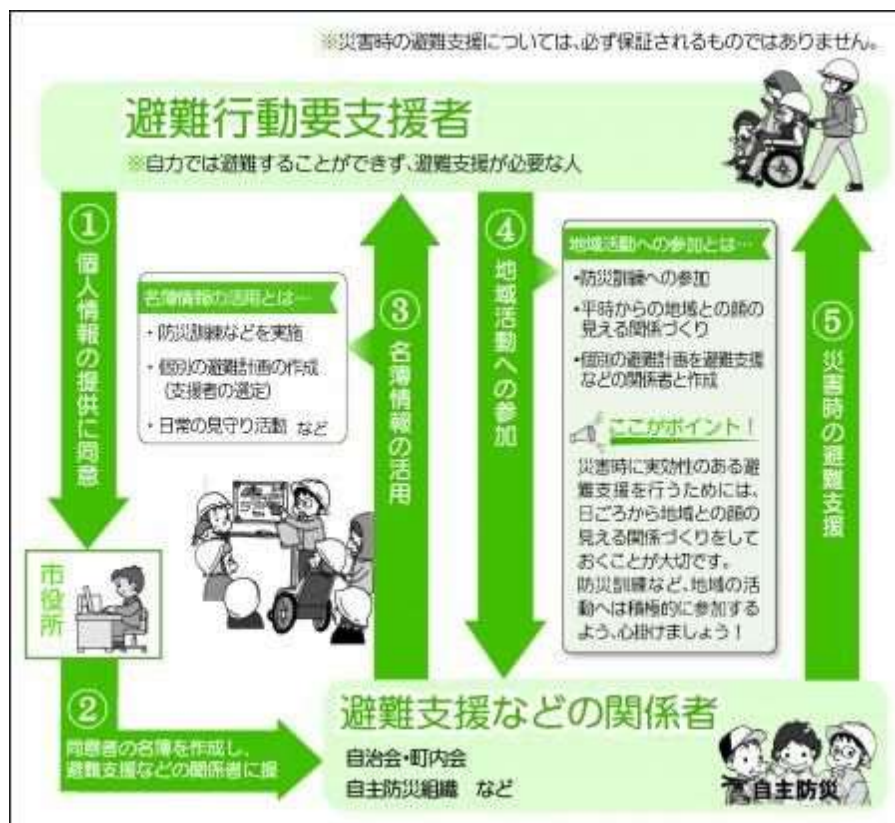 ※災害時の避難支援については、必ず保証されるものではありません。
避難行動要支援者
※自力では避難することができず、避難支援が必要な人
①個人情報の提供に同意
市役所
②
同意者の名簿を作成し、
避難支援などの関係者に提
名簿情報の活用とは…
・防災訓練などを実施
・個別の避難計画の作成
(支援者の選定)
・日常の見守り活動 など
③名簿情報の活用
④地域活動への参加
地域活動への参加とは…
・防災訓練への参加
・平時からの地域との顔の
見える関係づくり
・個別の避難計画を避難支援
などの関係者と作成
ここがポイント!
災害時に実効性のある避
難支援を行うためには、
日ごろから地域との顔の
見える関係づくりをして
おくことが大切です。
防災訓練など、地域の活
動へは積極的に参加する
よう、心掛けましょう!
⑤災害時の避難支援
避難支援などの関係者
自治会・町内会
自主防災組織 など
自主防災